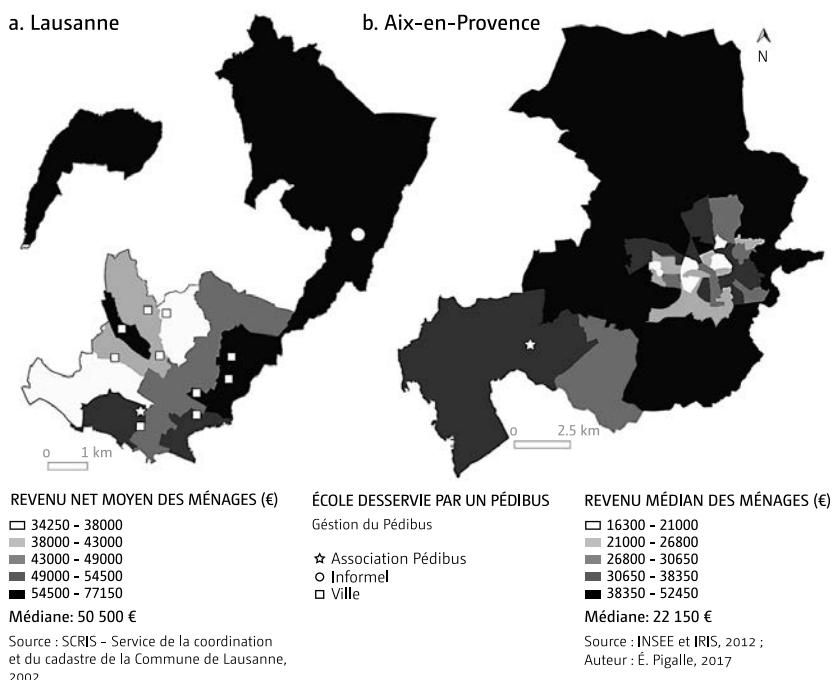 a. Lausanne
b. Aix-en-Provence
N
0 1 km
0 2.5 km
REVENU NET MOYEN DES MÉNAGES (€)
34250 - 38000
38000 - 43000
43000 - 49000
49000 - 54500
54500 - 77150
Médiane: 50 500 €
Source : SCRIS - Service de la coordination
et du cadastre de la Commune de Lausanne,
2002
ÉCOLE DESSERVIE PAR UN PÉDIBUS
Géstion du Pédibus
Association Pédibus
Informel
Ville
REVENU MÉDIAN DES MÉNAGES (€)
16300 - 21000
21000 - 26800
26800 - 30650
30650 - 38350
38350 - 52450
Médiane: 22 150 €
Source : INSEE et IRIS, 2012 ;
Auteur : É. Pigalle, 2017